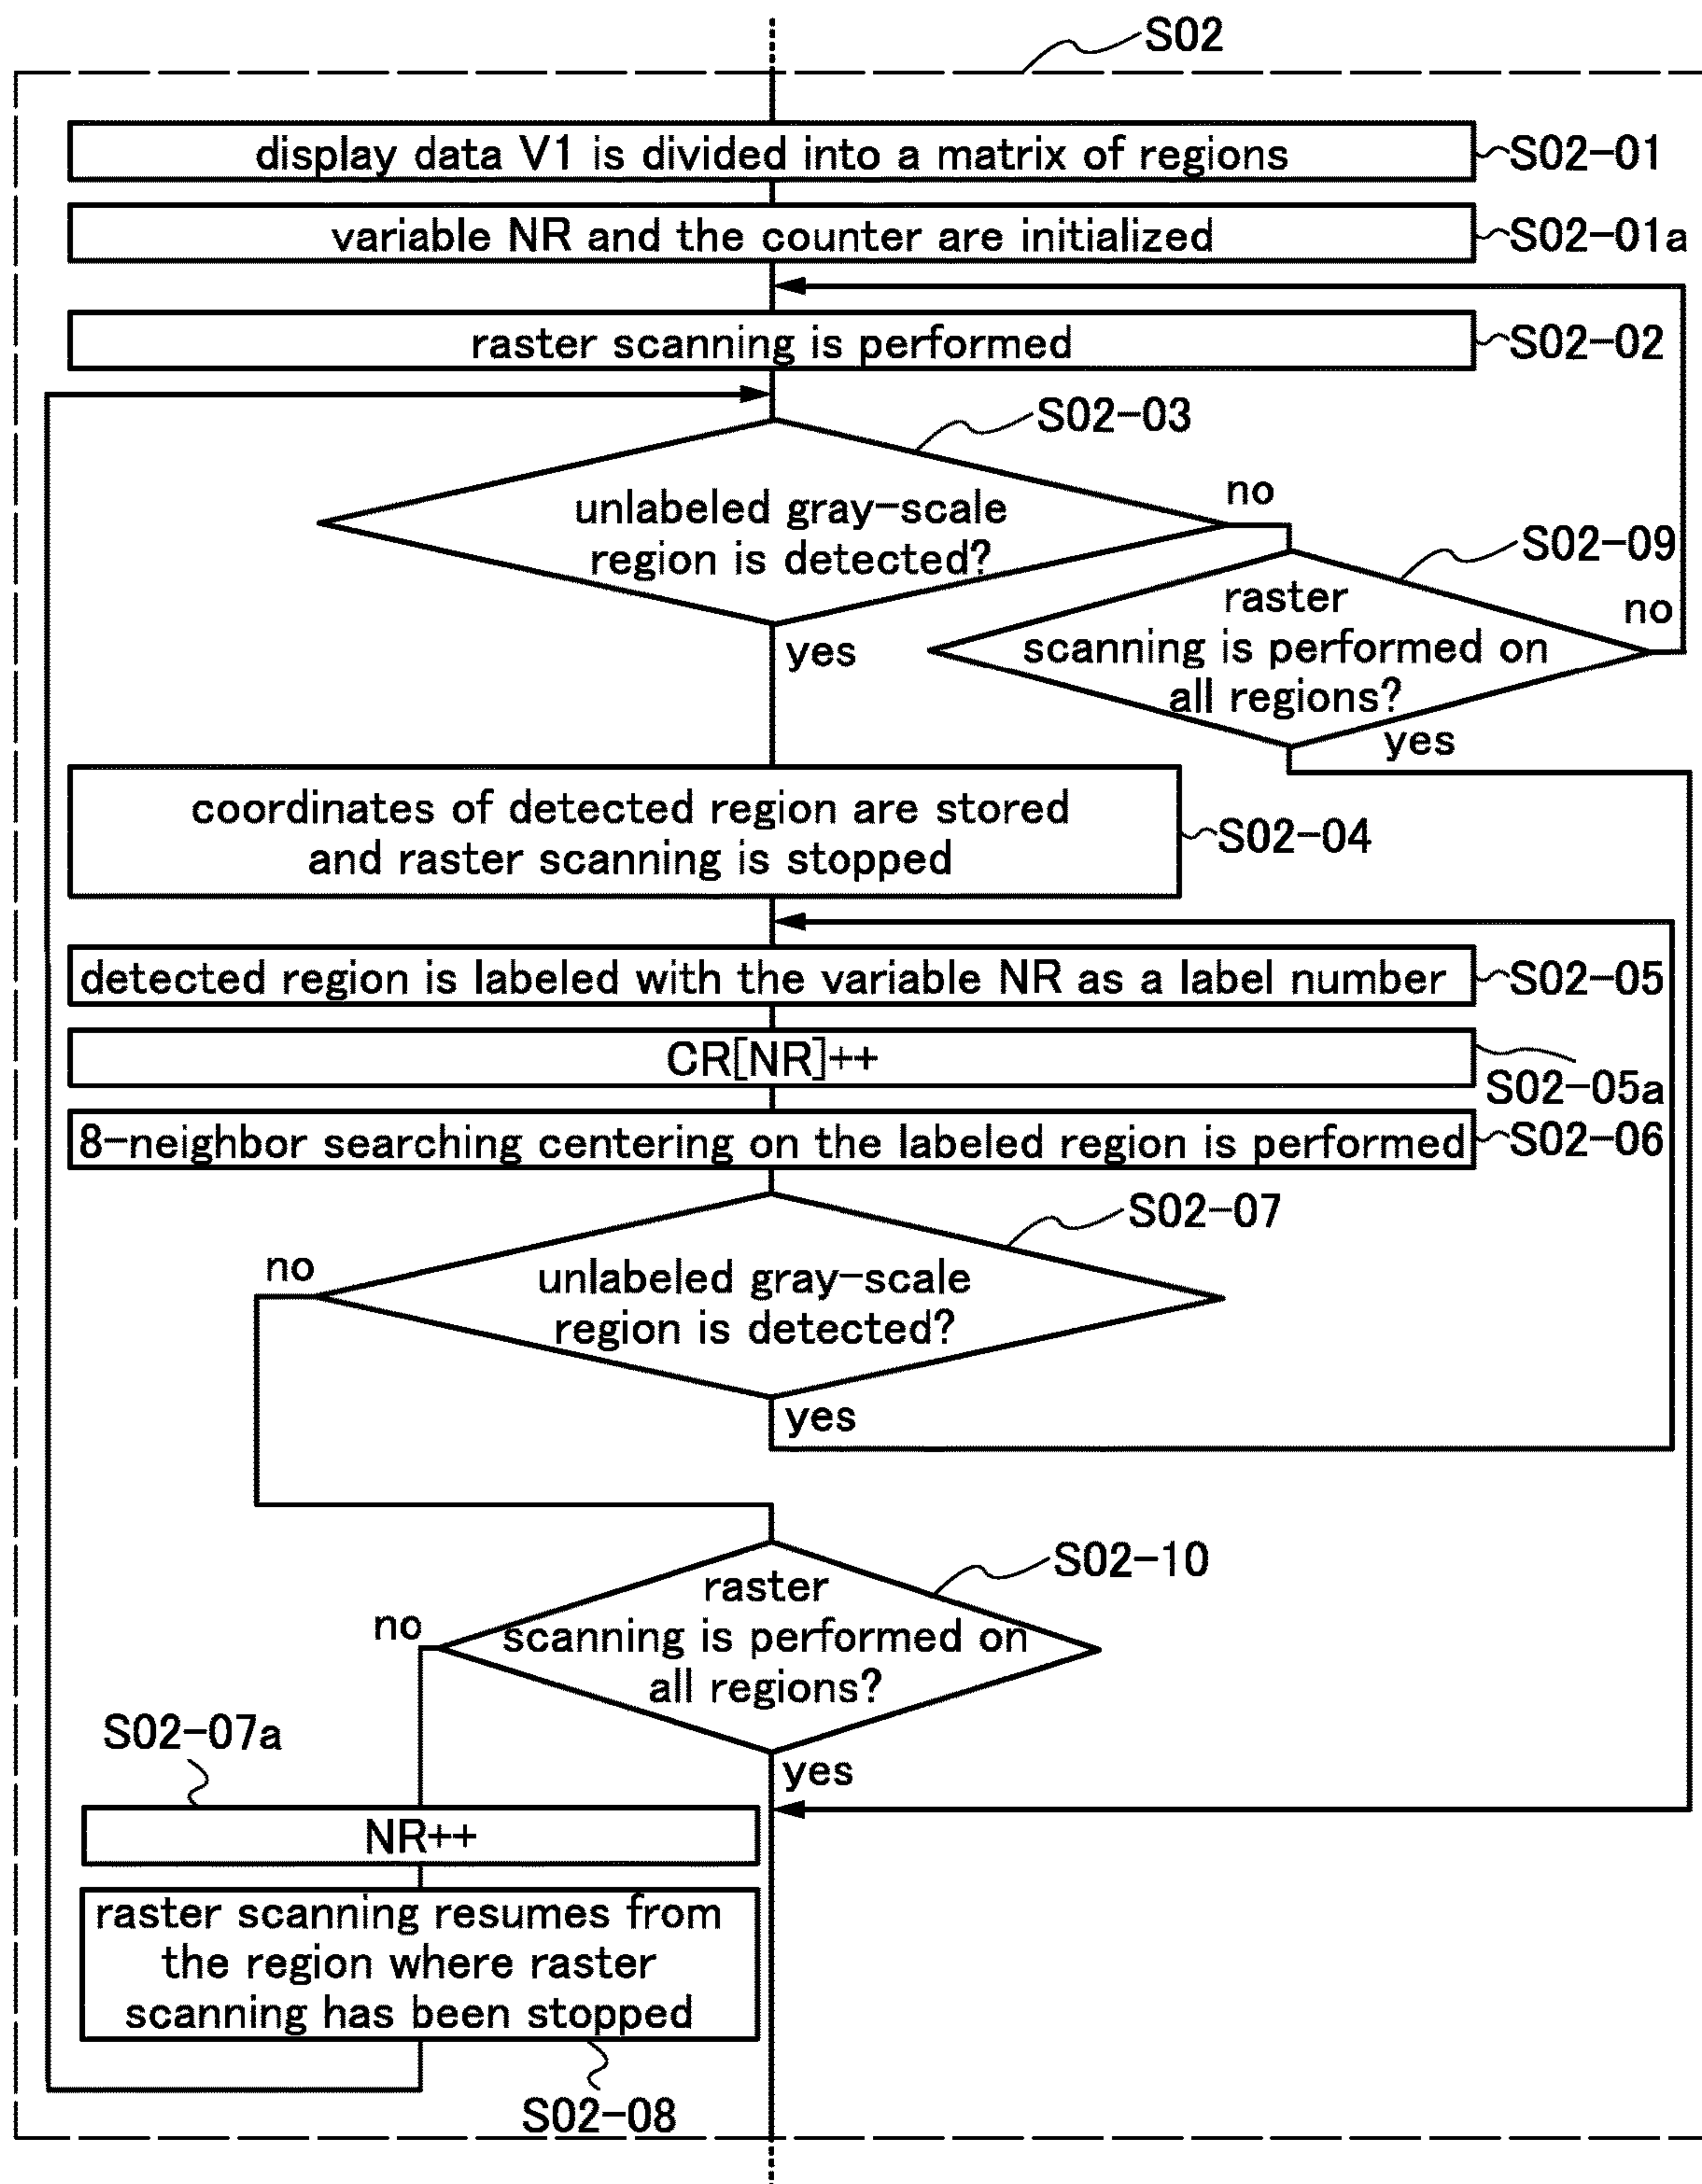 S02
display data V1 is divided into a matrix of regions
S02-01
variable NR and the counter are initialized
S02-01a
raster scanning is performed
S02-02
S02-03
unlabeled gray-scale
region is detected?
no
yes
S02-09
raster
scanning is performed on
all regions?
no
yes
coordinates of detected region are stored
and raster scanning is stopped
S02-04
detected region is labeled with the variable NR as a label number
S02-05
CR[NR]++
S02-05a
8-neighbor searching centering on the labeled region is performed
S02-06
S02-07
no
unlabeled gray-scale
region is detected?
yes
S02-10
raster
scanning is performed on
all regions?
no
yes
S02-07a
NR++
raster scanning resumes from
the region where raster
scanning has been stopped
S02-08